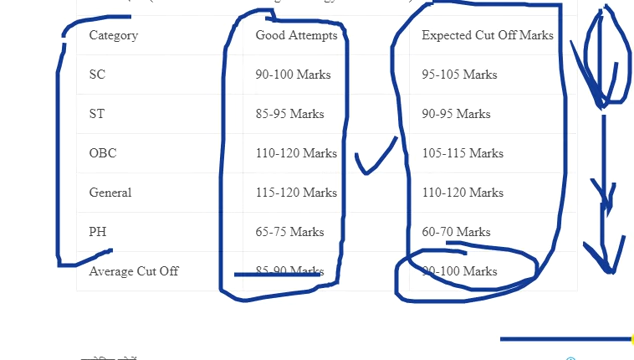 Category Good Attempts Expected Cut Off Marks
SC 90-100 Marks 95-105 Marks
ST 85-95 Marks 90-95 Marks
OBC 110-120 Marks 105-115 Marks
General 115-120 Marks 110-120 Marks
PH 65-75 Marks 60-70 Marks
Average Cut Off 85-90 Marks 90-100 Marks